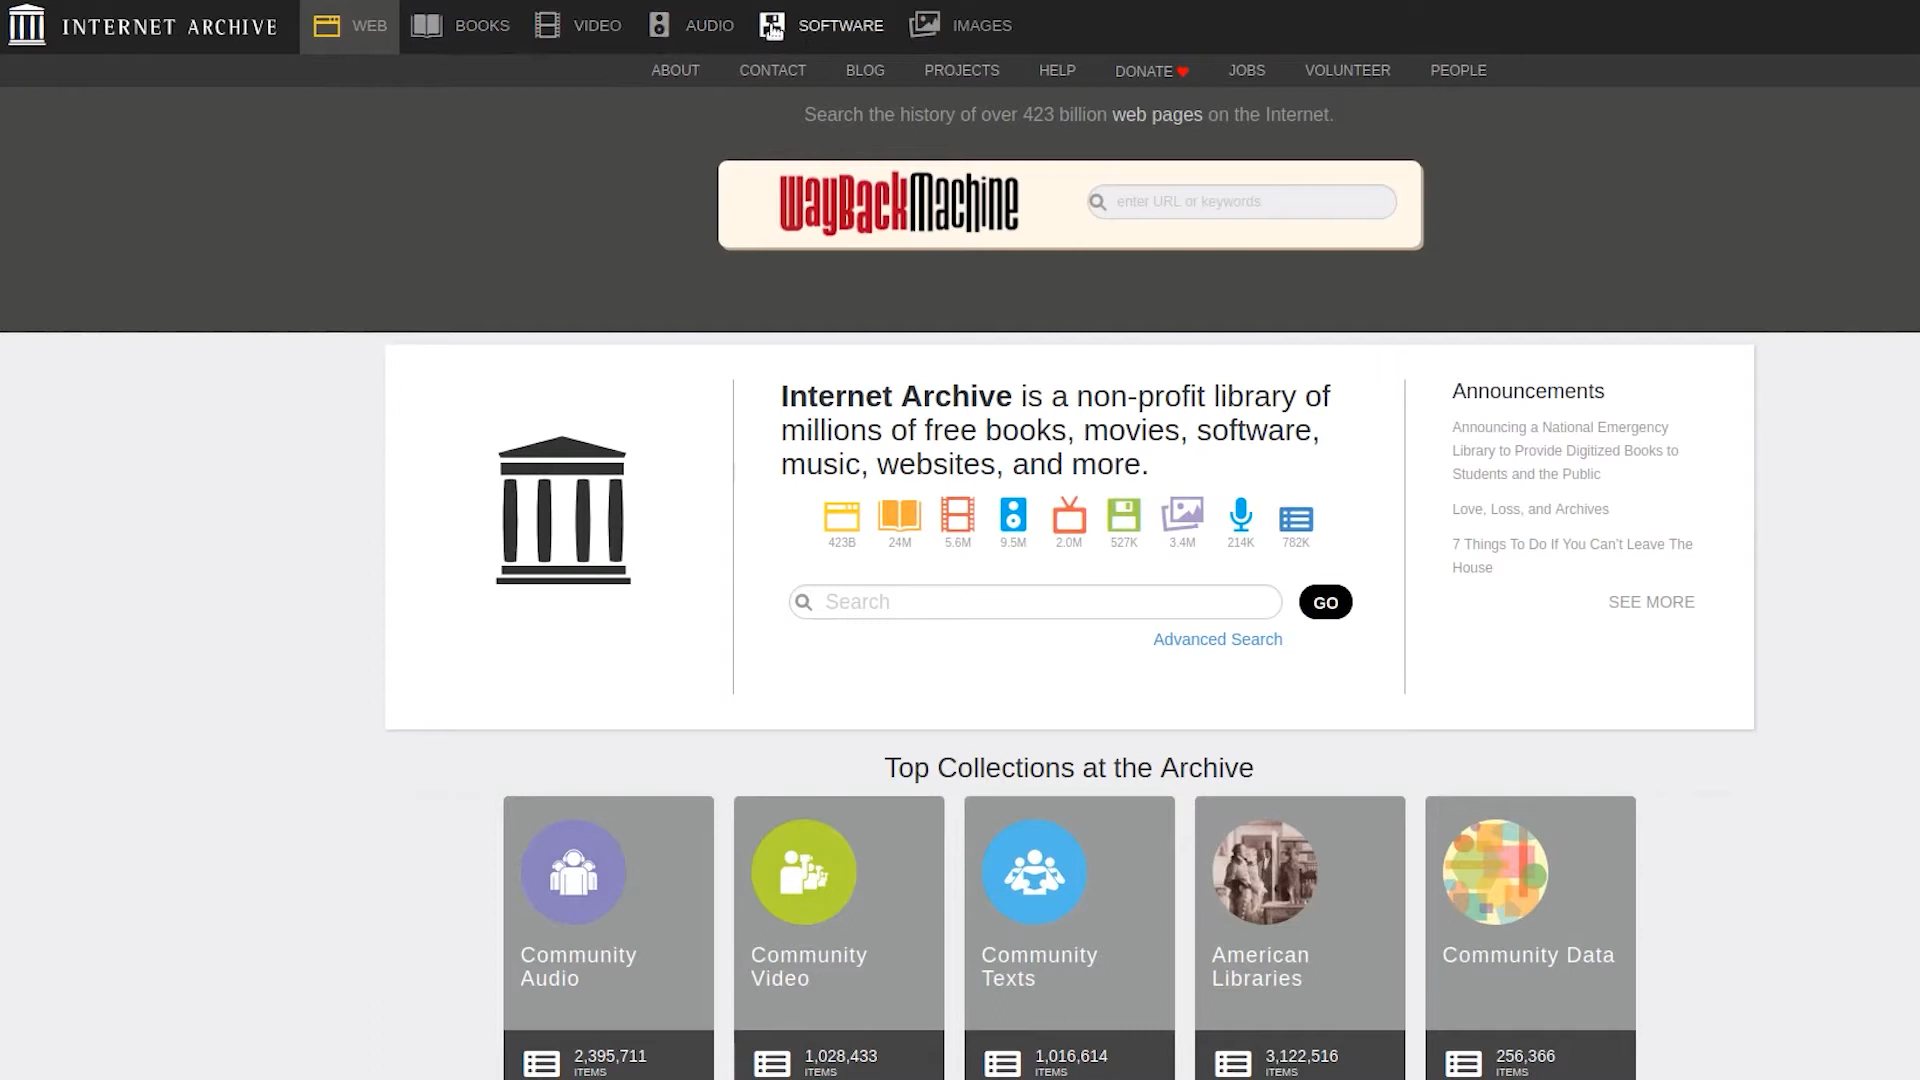 INTERNET ARCHIVE
WEB
BOOKS
VIDEO
AUDIO
SOFTWARE
IMAGES
ABOUT
CONTACT
BLOG
PROJECTS
HELP
DONATE
JOBS
VOLUNTEER
PEOPLE
Search the history of over 423 billion web pages on the Internet.
WayBackMachine
enter URL or keywords
Internet Archive is a non-profit library of
millions of free books, movies, software,
music, websites, and more.
423B
24M
5.6M
9.5M
2.0M
527K
3.4M
214K
782K
Search
GO
Advanced Search
Announcements
Announcing a National Emergency
Library to Provide Digitized Books to
Students and the Public
Love, Loss, and Archives
7 Things To Do If You Can't Leave The
House
SEE MORE
Top Collections at the Archive
Community
Audio
2,395,711
ITEMS
Community
Video
1,028,433
ITEMS
Community
Texts
1,016,614
ITEMS
American
Libraries
3,122,516
ITEMS
Community Data
256,366
ITEMS